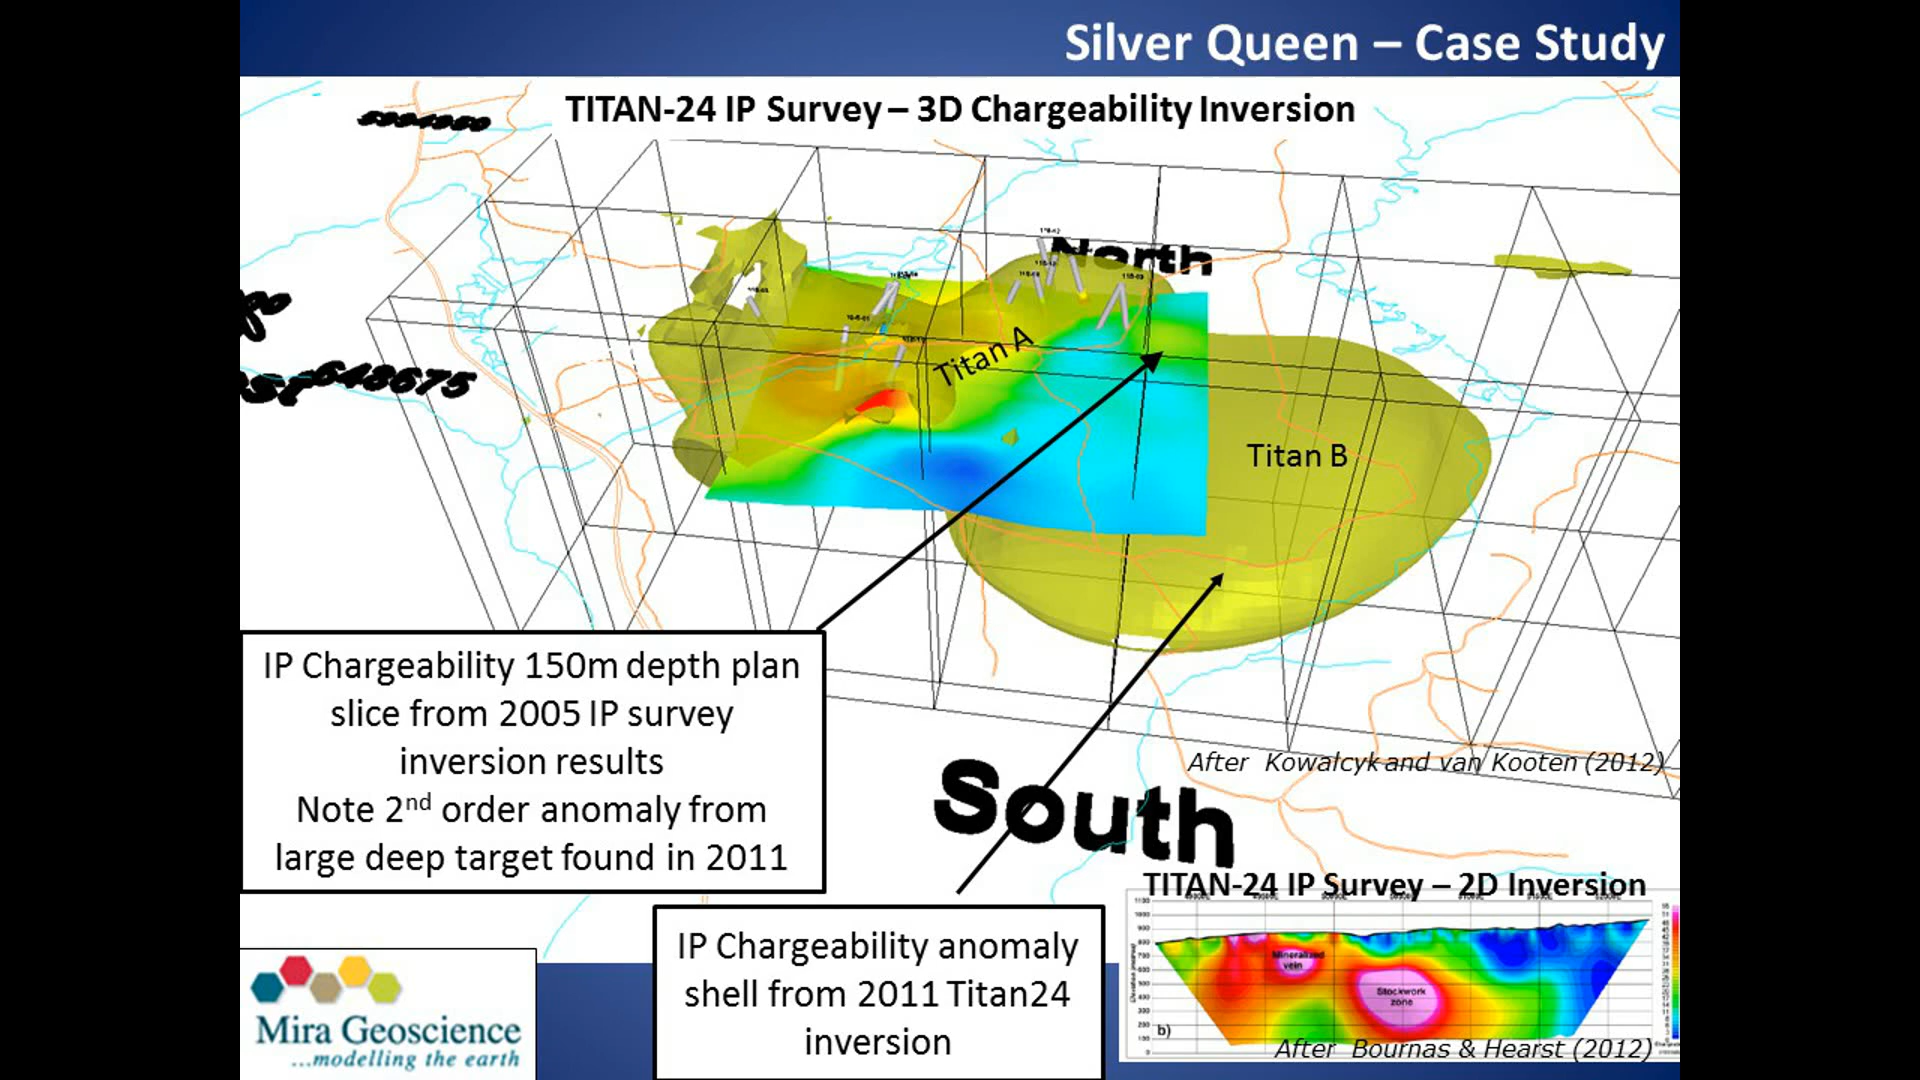 Silver Queen – Case Study
TITAN-24 IP Survey – 3D Chargeability Inversion
North
643675
Titan A
Titan B
IP Chargeability 150m depth plan
slice from 2005 IP survey
inversion results
Note 2nd order anomaly from
large deep target found in 2011
After Kowalcyk and van Kooten (2012)
South
TITAN-24 IP Survey – 2D Inversion
Mineralized
vein
Stockwork
zone
b)
After Bournas & Hearst (2012)
IP Chargeability anomaly
shell from 2011 Titan24
inversion
Mira Geoscience
...modelling the earth